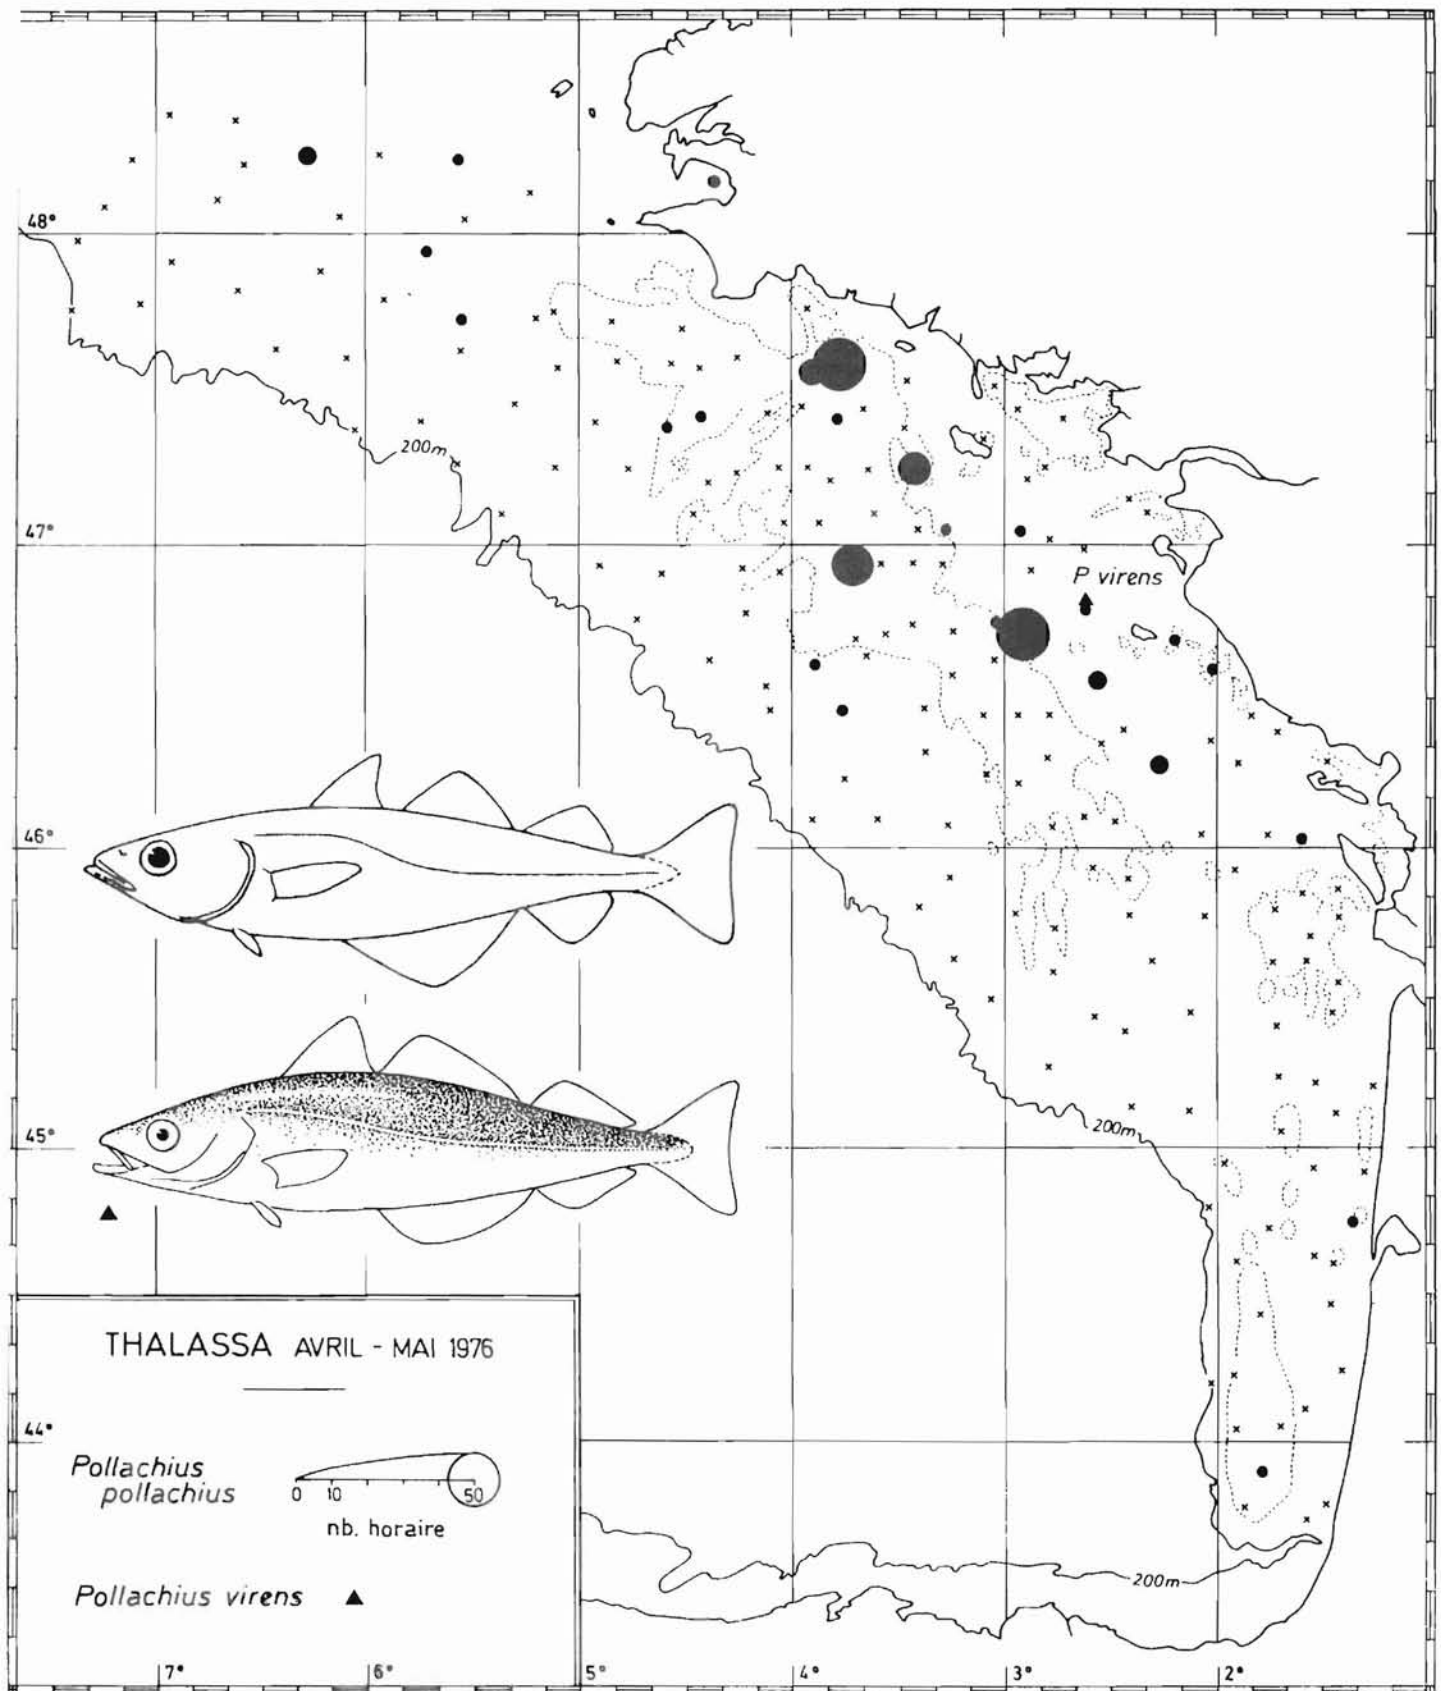 48°
200m
47°
P virens
46°
45°
200m
THALASSA AVRIL - MAI 1976
44°
Pollachius
pollachius
0 10 50
nb. horaire
Pollachius virens
200m
7° 6° 5° 4° 3° 2°